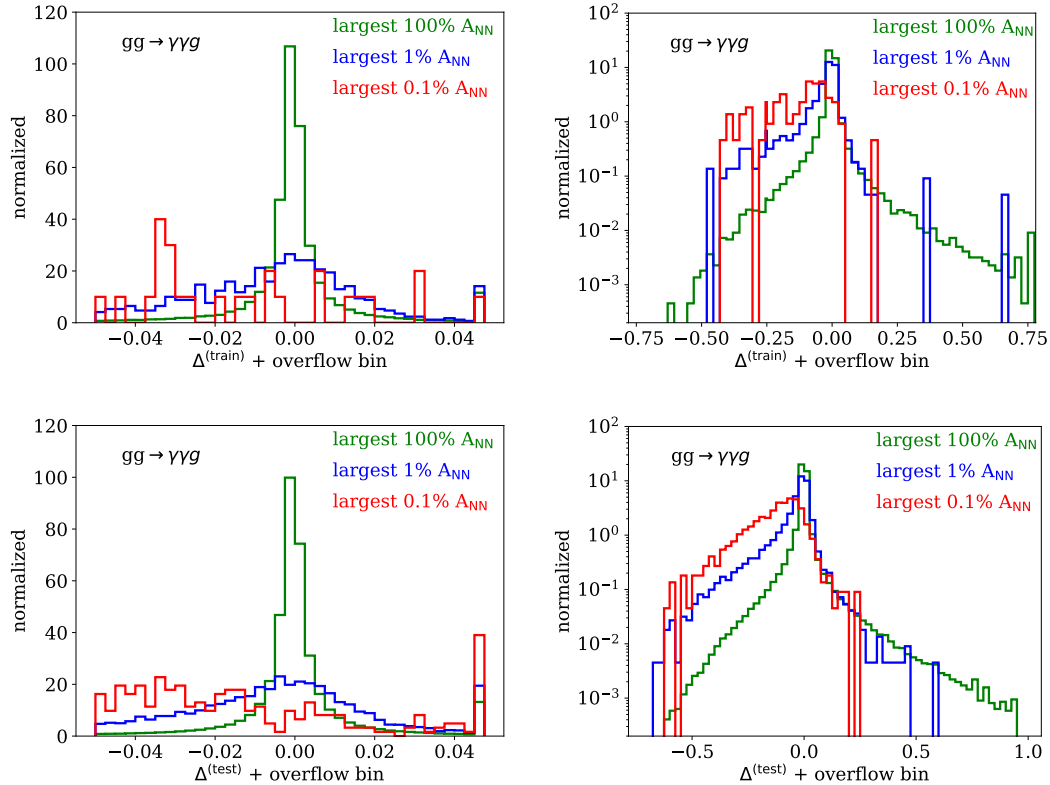 gg → γγg
largest 100% A_NN
largest 1% A_NN
largest 0.1% A_NN
normalized
120
100
80
60
40
20
0
−0.04 −0.02 0.00 0.02 0.04
Δ^(train) + overflow bin
gg → γγg
largest 100% A_NN
largest 1% A_NN
largest 0.1% A_NN
normalized
10^2
10^1
10^0
10^−1
10^−2
10^−3
−0.75 −0.50 −0.25 0.00 0.25 0.50 0.75
Δ^(train) + overflow bin
gg → γγg
largest 100% A_NN
largest 1% A_NN
largest 0.1% A_NN
normalized
120
100
80
60
40
20
0
−0.04 −0.02 0.00 0.02 0.04
Δ^(test) + overflow bin
gg → γγg
largest 100% A_NN
largest 1% A_NN
largest 0.1% A_NN
normalized
10^2
10^1
10^0
10^−1
10^−2
10^−3
−0.5 0.0 0.5 1.0
Δ^(test) + overflow bin